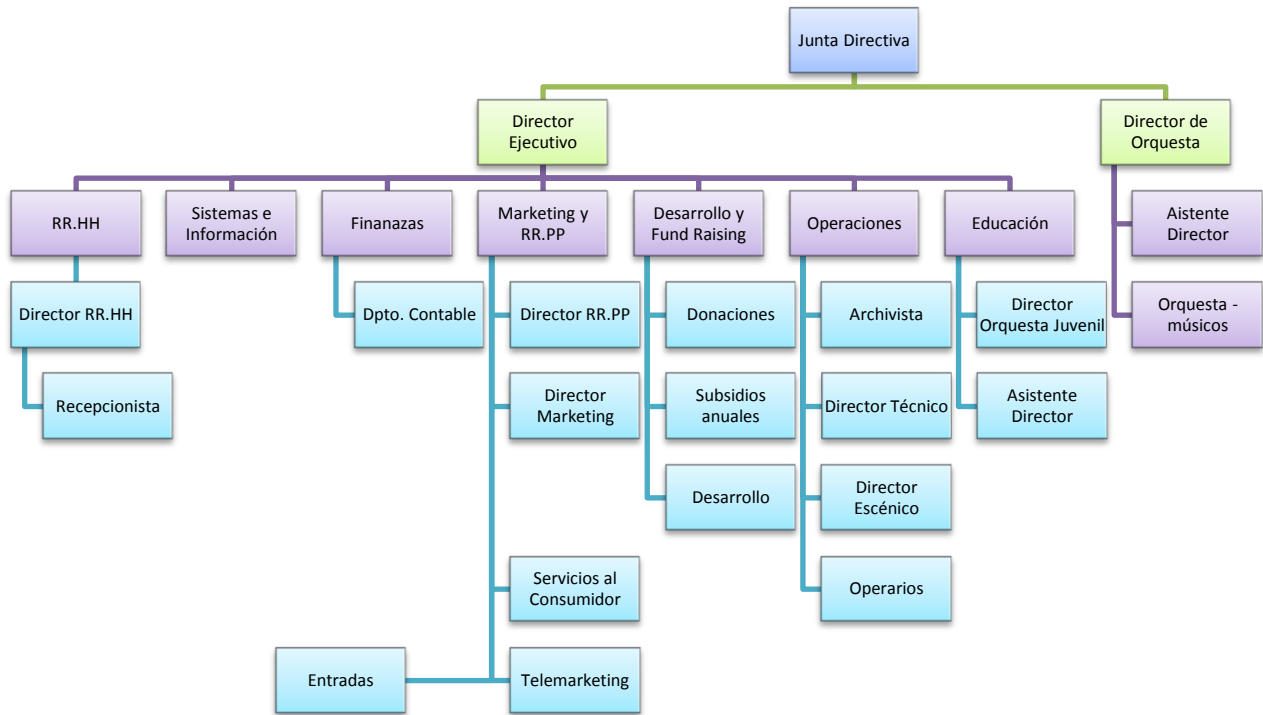 Junta Directiva
Director
Ejecutivo
Director de
Orquesta
RR.HH
Sistemas e
Información
Finanazas
Marketing y
RR.PP
Desarrollo y
Fund Raising
Operaciones
Educación
Aistente
Director
Director RR.HH
Dpto. Contable
Director RR.PP
Donaciones
Archivista
Director
Orquesta Juvenil
Orquesta -
músicos
Recepcionista
Director
Marketing
Subsidios
anuales
Director Técnico
Asistente
Director
Desarrollo
Director
Escénico
Servicios al
Consumidor
Operarios
Entradas
Telemarketing